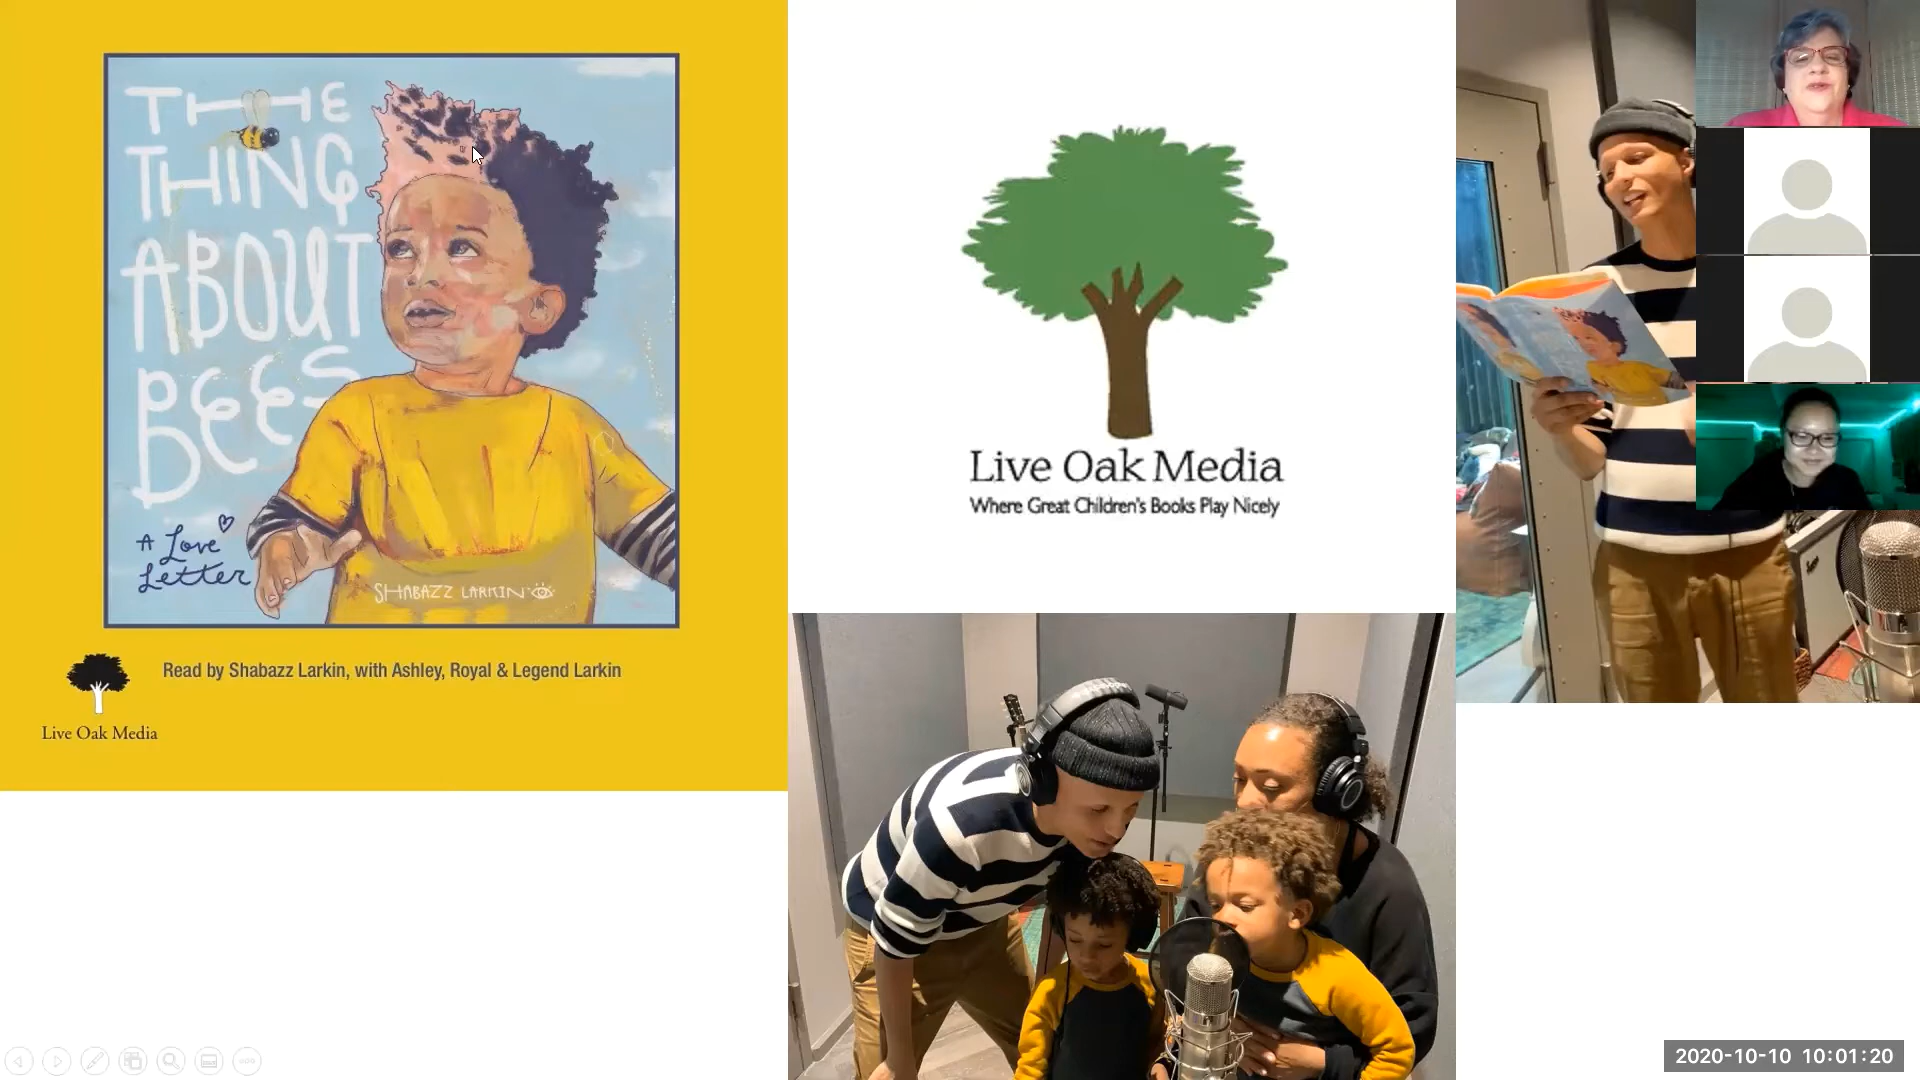 THE
THING
ABOUT
BEES
A Love
Letter
SHABAZZ LARKIN
Read by Shabazz Larkin, with Ashley, Royal & Legend Larkin
Live Oak Media
Live Oak Media
Where Great Children's Books Play Nicely
2020-10-10 10:01:20